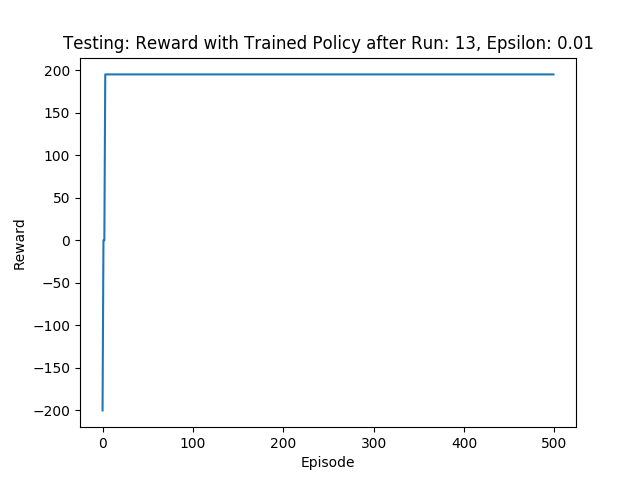 Testing: Reward with Trained Policy after Run: 13, Epsilon: 0.01
200
150
100
50
0
−50
−100
−150
−200
Reward
0 100 200 300 400 500
Episode